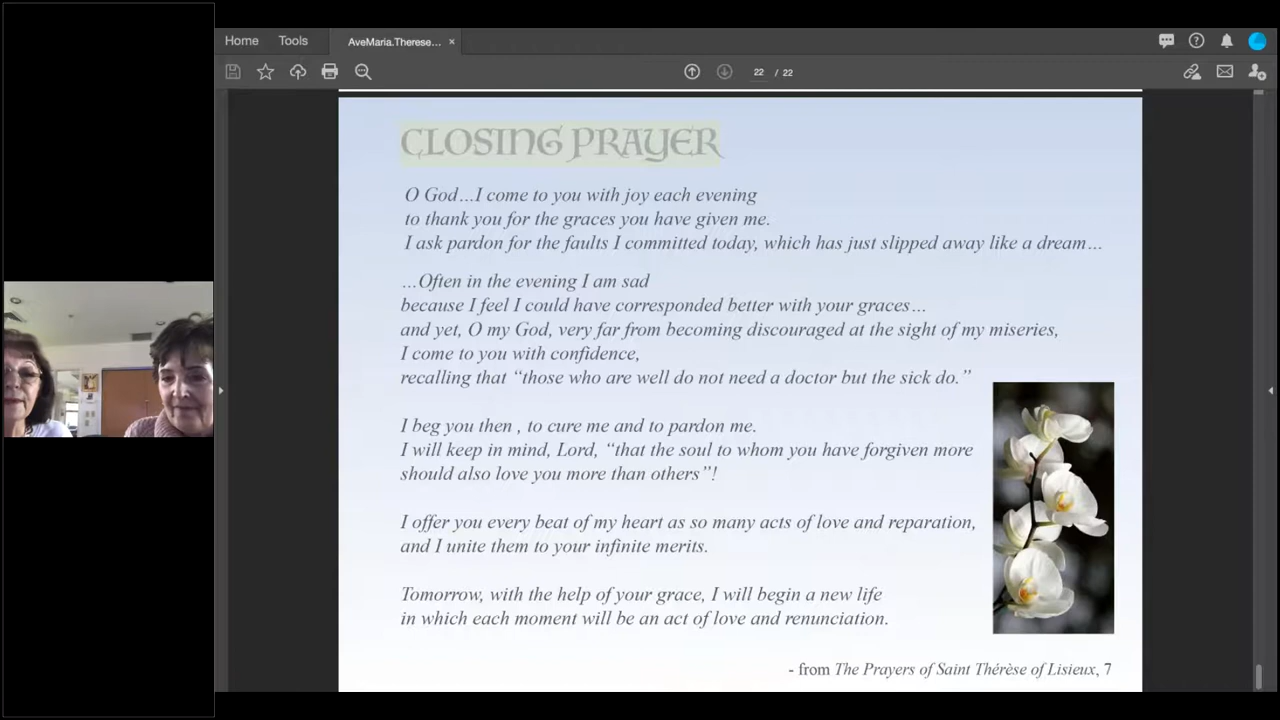 Home
Tools
AveMaria.Therese...
22 / 22
CLOSING PRAYER
O God…I come to you with joy each evening
to thank you for the graces you have given me.
I ask pardon for the faults I committed today, which has just slipped away like a dream…
…Often in the evening I am sad
because I feel I could have corresponded better with your graces…
and yet, O my God, very far from becoming discouraged at the sight of my miseries,
I come to you with confidence,
recalling that “those who are well do not need a doctor but the sick do.”
I beg you then , to cure me and to pardon me.
I will keep in mind, Lord, “that the soul to whom you have forgiven more
should also love you more than others”!
I offer you every beat of my heart as so many acts of love and reparation,
and I unite them to your infinite merits.
Tomorrow, with the help of your grace, I will begin a new life
in which each moment will be an act of love and renunciation.
- from The Prayers of Saint Thérèse of Lisieux, 7